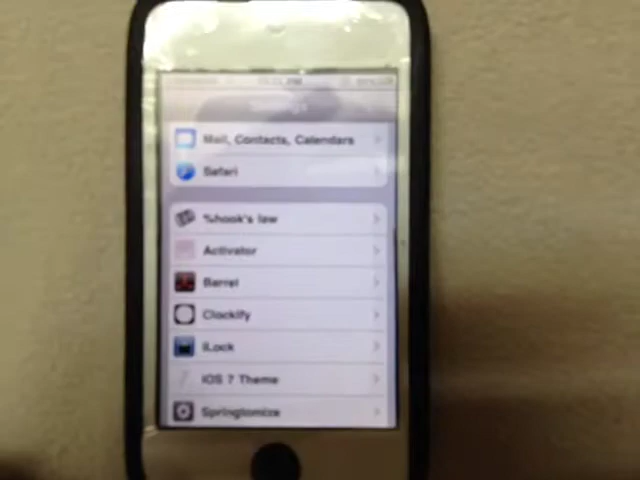 Mail, Contacts, Calendars
Safari
%hook's law
Activator
Barrel
Clockify
iLock
iOS 7 Theme
Springtomize